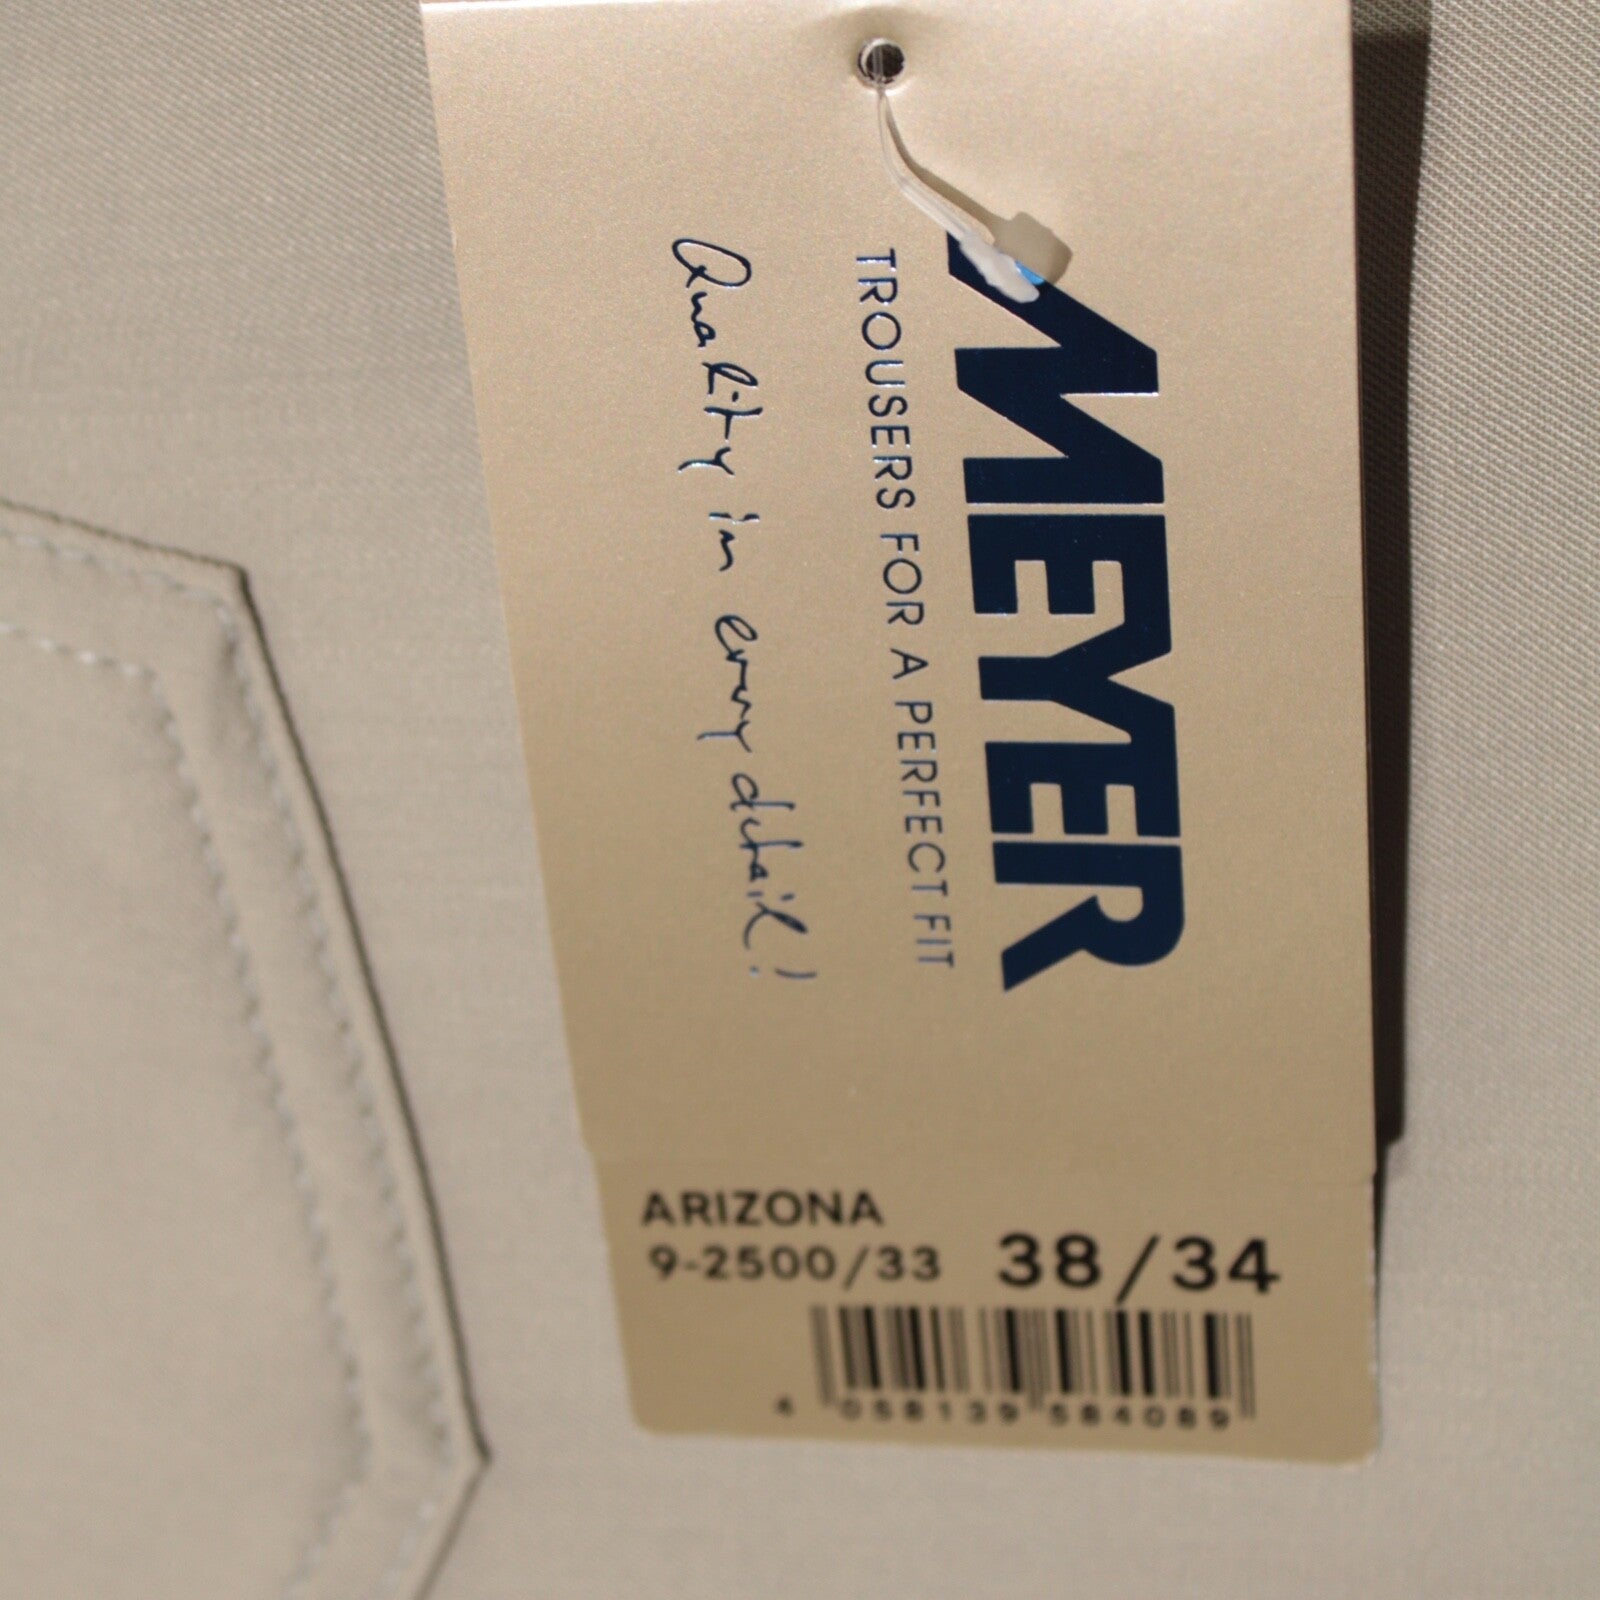 MEYER
TROUSERS FOR A PERFECT FIT
Quality in every detail!
ARIZONA
9-2500/33 38/34
4 058139 584089